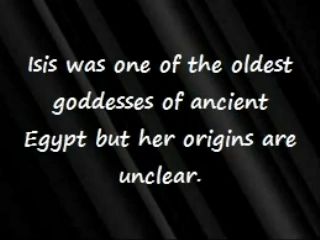 Isis was one of the oldest
goddesses of ancient
Egypt but her origins are
unclear.